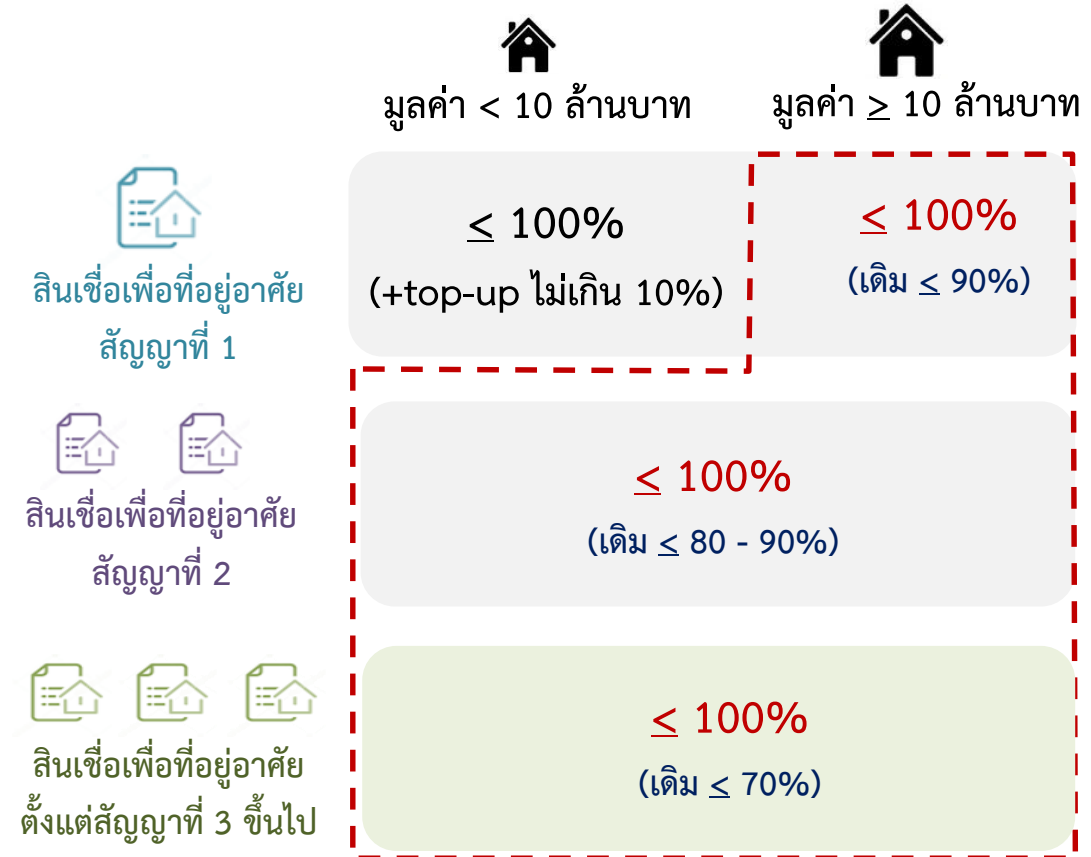 มูลค่า < 10 ล้านบาท
มูลค่า ≥ 10 ล้านบาท
สินเชื่อเพื่อที่อยู่อาศัย
สัญญาที่ 1
≤ 100%
(+top-up ไม่เกิน 10%)
≤ 100%
(เดิม ≤ 90%)
สินเชื่อเพื่อที่อยู่อาศัย
สัญญาที่ 2
≤ 100%
(เดิม ≤ 80 - 90%)
สินเชื่อเพื่อที่อยู่อาศัย
ตั้งแต่สัญญาที่ 3 ขึ้นไป
≤ 100%
(เดิม ≤ 70%)